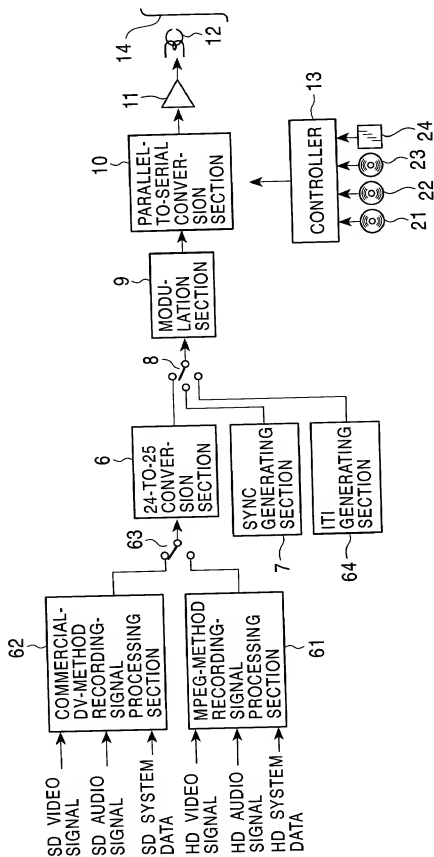 SD VIDEO
SIGNAL
SD AUDIO
SIGNAL
SD SYSTEM
DATA
HD VIDEO
SIGNAL
HD AUDIO
SIGNAL
HD SYSTEM
DATA
62
COMMERCIAL-
DV-METHOD
RECORDING-
SIGNAL
PROCESSING
SECTION
MPEG-METHOD
RECORDING-
SIGNAL
PROCESSING
SECTION
61
63
6
24-TO-25
CONVER-
SION
SECTION
SYNC
GENERATING
SECTION
7
ITI
GENERATING
SECTION
64
8
9
MODU-
LATION
SECTION
10
PARALLEL-
TO-SERIAL
CONVER-
SION
SECTION
11
12
14
13
CONTROLLER
21
22
23
24